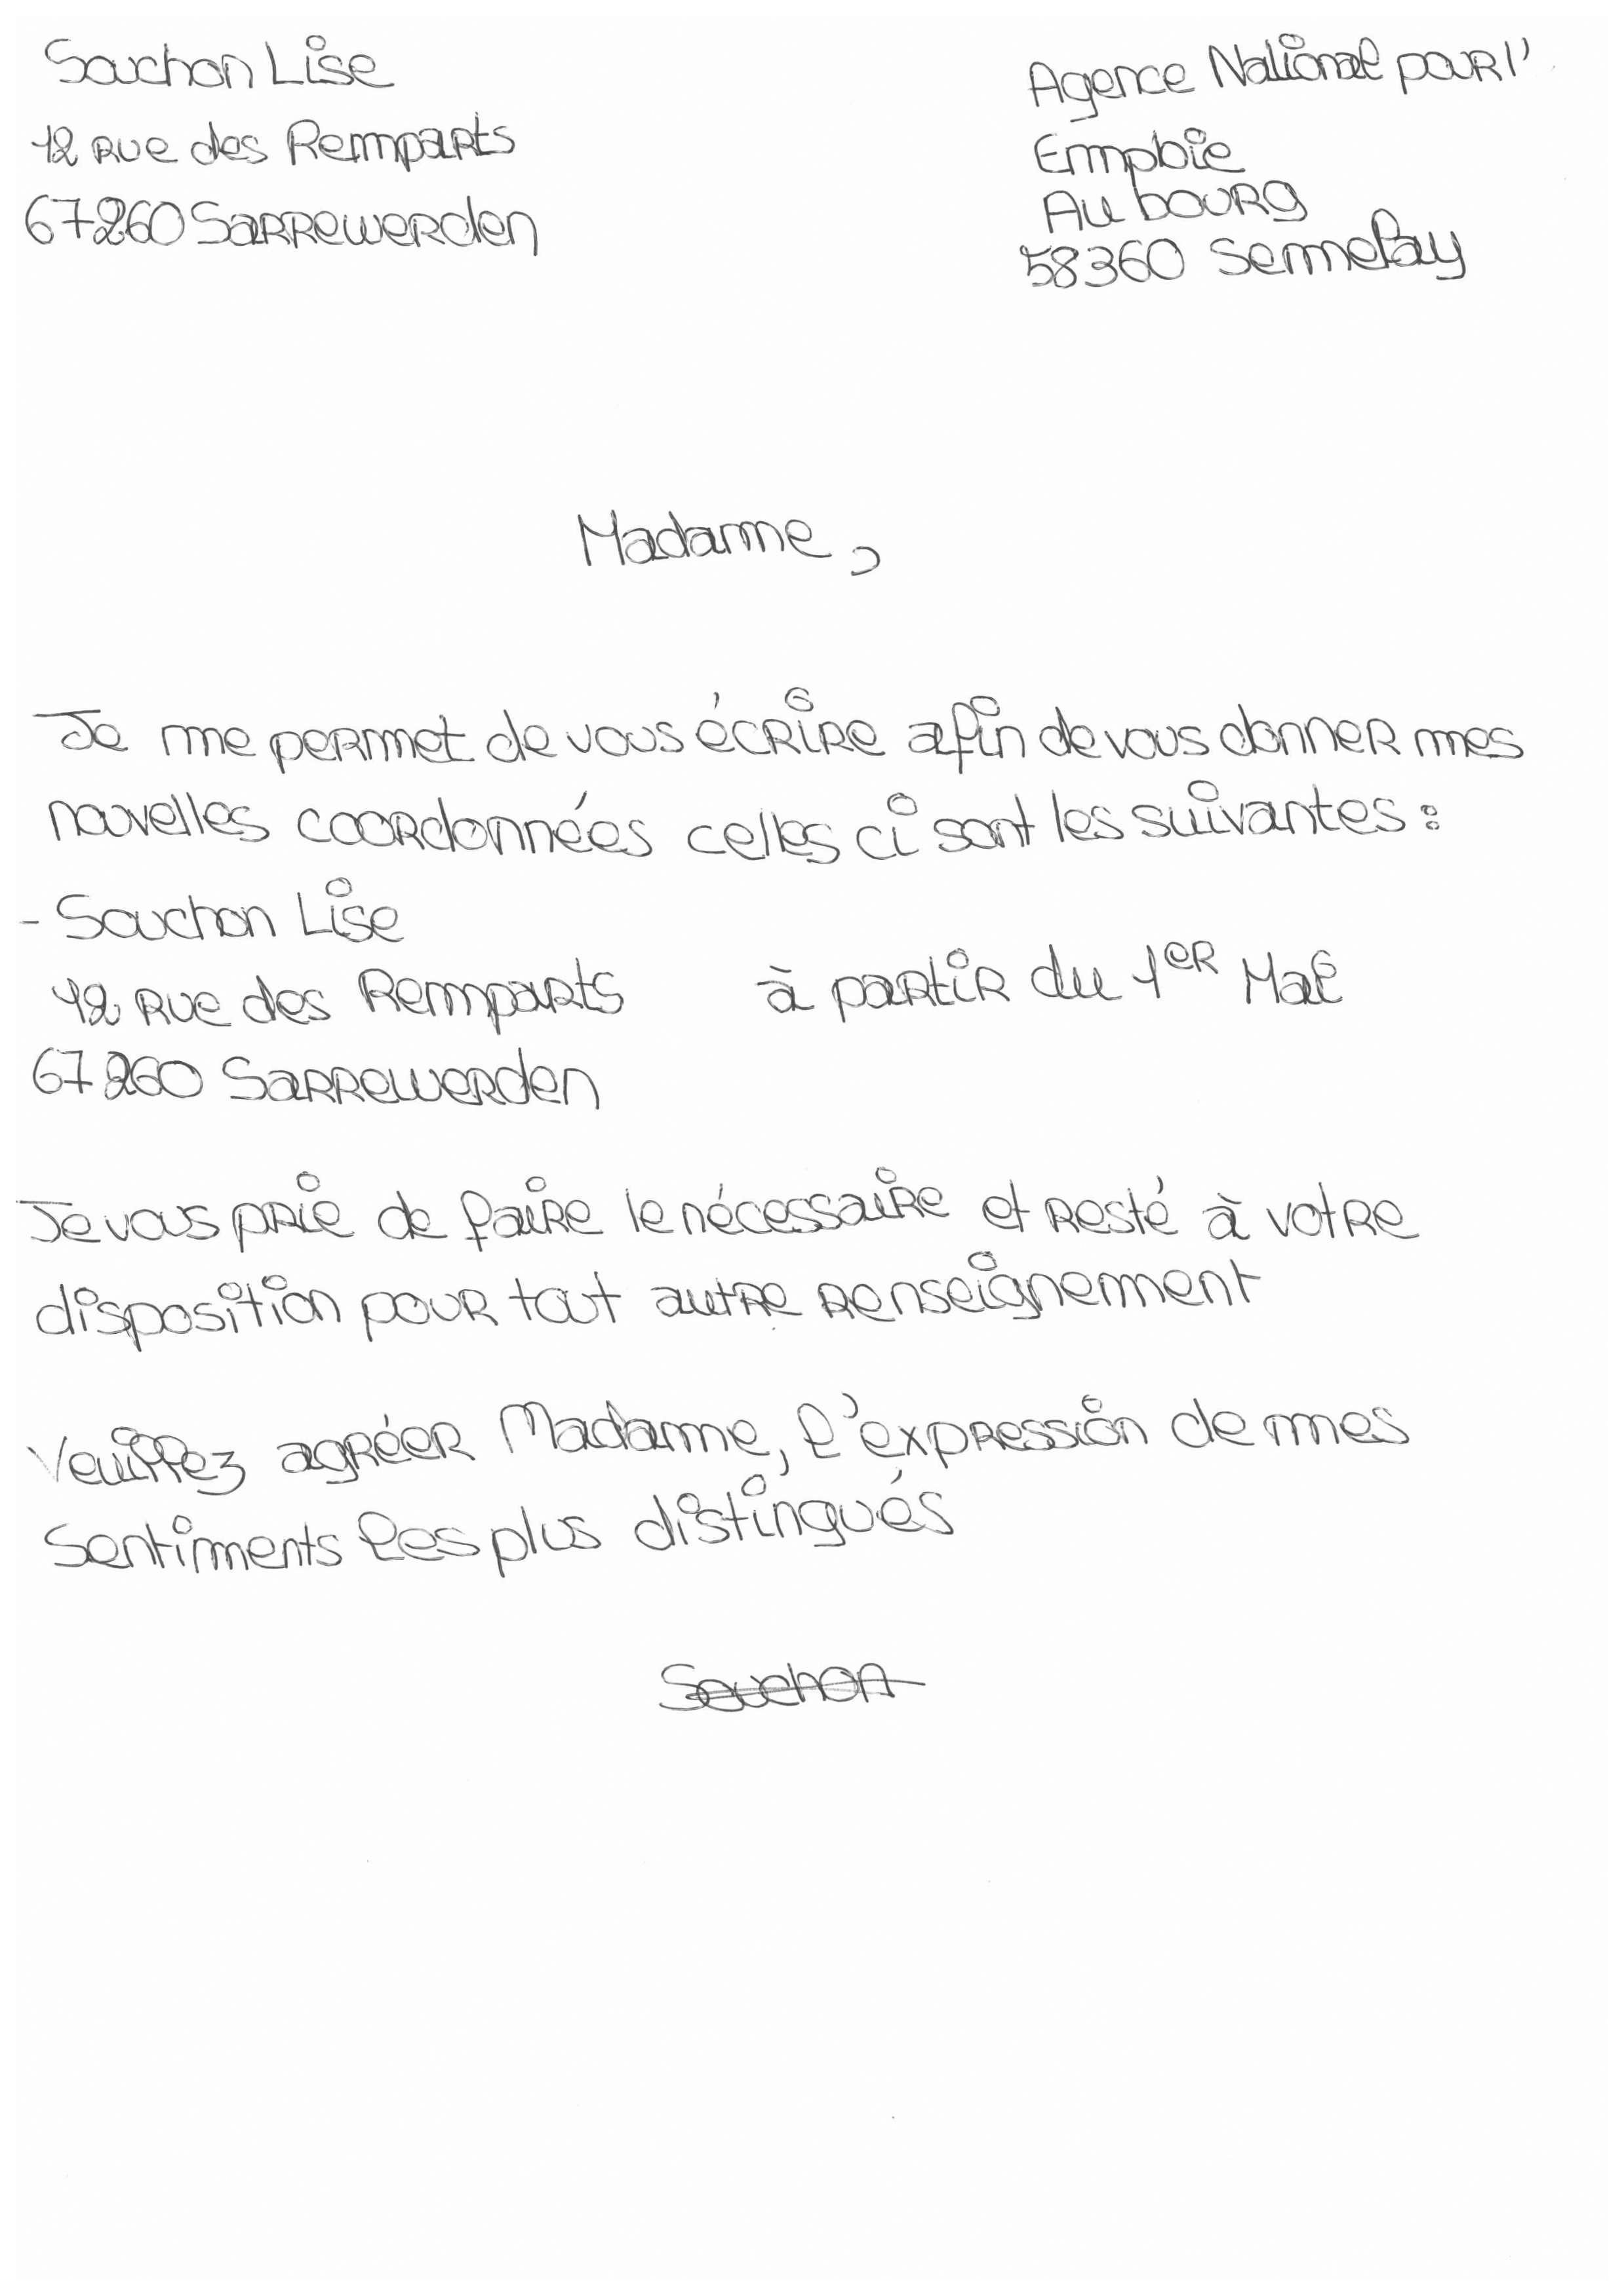 Souchon Lise
12 rue des Remparts
67260 Sarrewerden
Agence National pour l'
Emploie
Au bourg
58360 Semelay
Madame,
Je me permet de vous écrire afin de vous donner mes
nouvelles coordonnées celles ci sont les suivantes :
- Souchon Lise
12 rue des Remparts à partir du 1er Mai
67260 Sarrewerden
Je vous prie de faire le nécessaire et resté à votre
disposition pour tout autre renseignement
Veuillez agréer Madame, l'expression de mes
Sentiments les plus distingués
Souchon